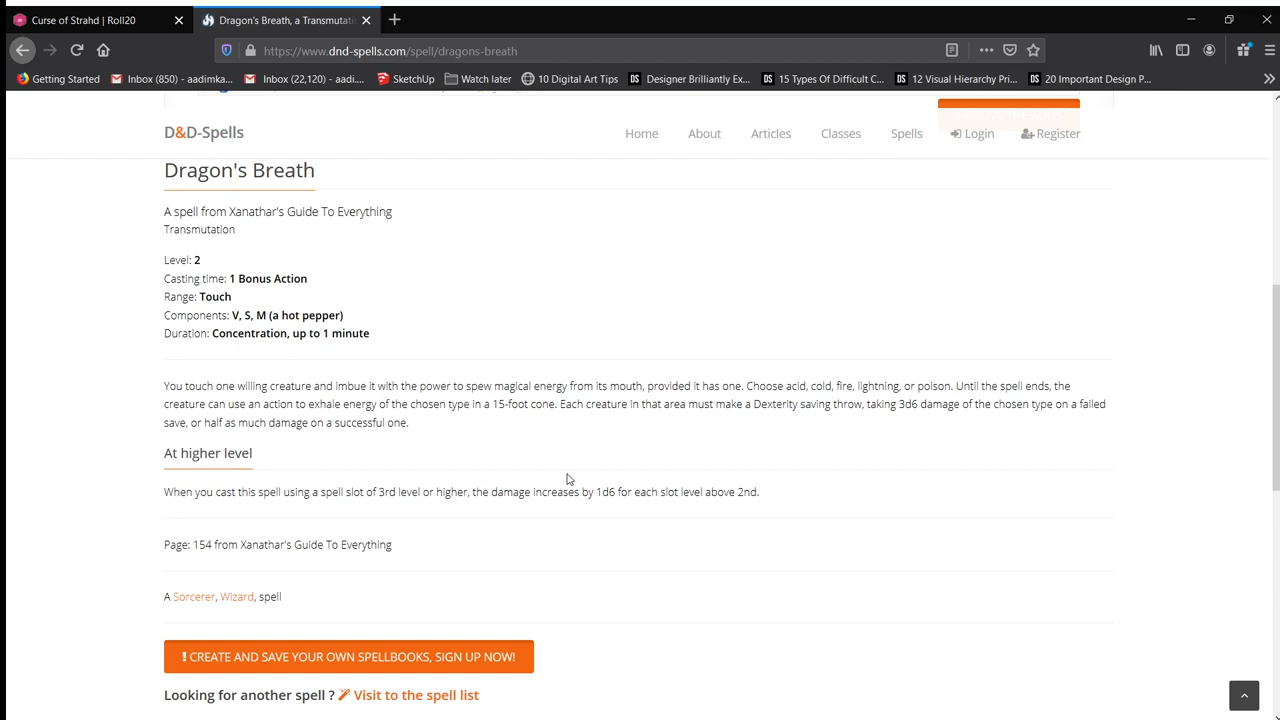 Curse of Strahd | Roll20
Dragon's Breath, a Transmutati
https://www.dnd-spells.com/spell/dragons-breath
Getting Started
Inbox (850) - aadimka...
Inbox (22,120) - aadi...
SketchUp
Watch later
10 Digital Art Tips
DS Designer Brilliantly Ex...
DS 15 Types Of Difficult C...
DS 12 Visual Hierarchy Pri...
DS 20 Important Design P...
D&D-Spells
Home
About
Articles
Classes
Spells
Login
Register
Dragon's Breath
A spell from Xanathar's Guide To Everything
Transmutation
Level: 2
Casting time: 1 Bonus Action
Range: Touch
Components: V, S, M (a hot pepper)
Duration: Concentration, up to 1 minute
You touch one willing creature and imbue it with the power to spew magical energy from its mouth, provided it has one. Choose acid, cold, fire, lightning, or poison. Until the spell ends, the
creature can use an action to exhale energy of the chosen type in a 15-foot cone. Each creature in that area must make a Dexterity saving throw, taking 3d6 damage of the chosen type on a failed
save, or half as much damage on a successful one.
At higher level
When you cast this spell using a spell slot of 3rd level or higher, the damage increases by 1d6 for each slot level above 2nd.
Page: 154 from Xanathar's Guide To Everything
A Sorcerer, Wizard, spell
! CREATE AND SAVE YOUR OWN SPELLBOOKS, SIGN UP NOW!
Looking for another spell ? Visit to the spell list